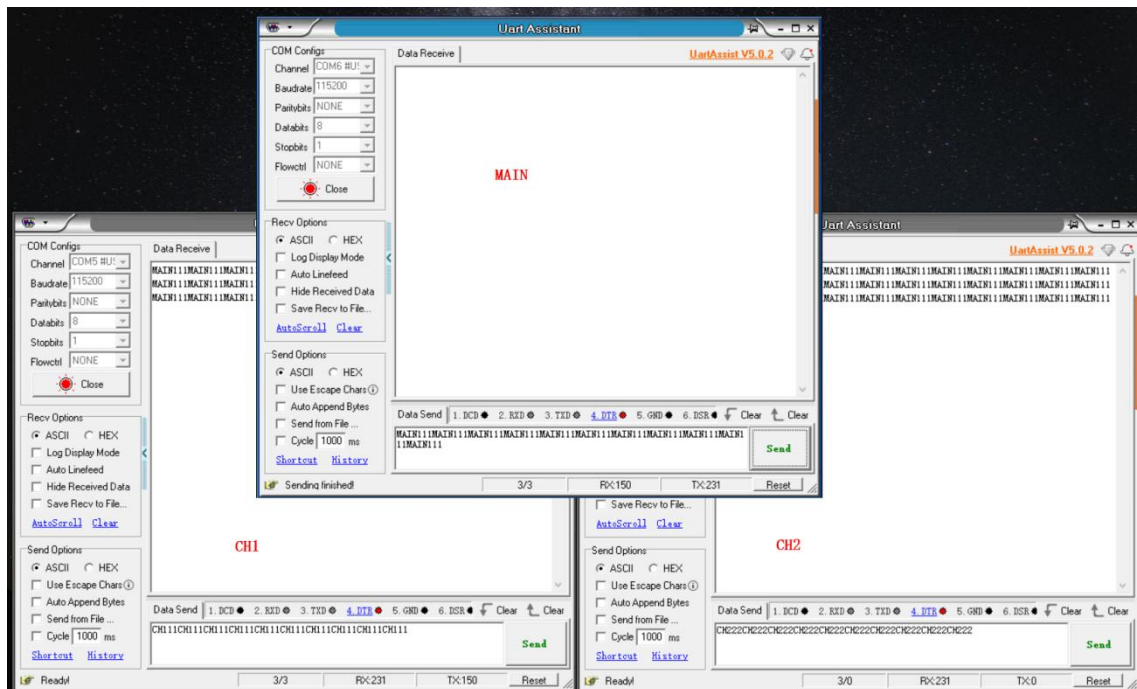 Uart Assistant
COM Configs
Channel COM6 #US
Baudrate 115200
Paritybits NONE
Databits 8
Stopbits 1
Flowctrl NONE
Close
Recv Options
ASCII HEX
Log Display Mode
Auto Linefeed
Hide Received Data
Save Recv to File...
AutoScroll Clear
Send Options
ASCII HEX
Use Escape Chars
Auto Append Bytes
Send from File ...
Cycle 1000 ms
Shortcut History
Data Receive
UartAssist V5.0.2
MAIN
Data Send 1. DCD 2. RXD 3. TXD 4. DTR 5. GND 6. DSR Clear Clear
MAIN111MAIN111MAIN111MAIN111MAIN111MAIN111MAIN111MAIN111MAIN111MAIN1
11MAIN111
Send
Sending finished! 3/3 RX:150 TX:231 Reset
COM Configs
Channel COM5 #US
Baudrate 115200
Paritybits NONE
Databits 8
Stopbits 1
Flowctrl NONE
Close
Recv Options
ASCII HEX
Log Display Mode
Auto Linefeed
Hide Received Data
Save Recv to File...
AutoScroll Clear
Send Options
ASCII HEX
Use Escape Chars
Auto Append Bytes
Send from File ...
Cycle 1000 ms
Shortcut History
Data Receive
MAIN111MAIN111MAIN11
MAIN111MAIN111MAIN11
MAIN111MAIN111MAIN11
CH1
Data Send 1. DCD 2. RXD 3. TXD 4. DTR 5. GND 6. DSR Clear Clear
CH111CH111CH111CH111CH111CH111CH111CH111CH111CH111
Send
Ready! 3/3 RX:231 TX:150 Reset
Uart Assistant
UartAssist V5.0.2
MAIN111MAIN111MAIN111MAIN111MAIN111MAIN111MAIN111MAIN111
MAIN111MAIN111MAIN111MAIN111MAIN111MAIN111MAIN111MAIN111
MAIN111MAIN111MAIN111MAIN111MAIN111MAIN111MAIN111MAIN111
Save Recv to File...
AutoScroll Clear
Send Options
ASCII HEX
Use Escape Chars
Auto Append Bytes
Send from File ...
Cycle 1000 ms
Shortcut History
CH2
Data Send 1. DCD 2. RXD 3. TXD 4. DTR 5. GND 6. DSR Clear Clear
CH222CH222CH222CH222CH222CH222CH222CH222CH222CH222
Send
Ready! 3/0 RX:231 TX:0 Reset